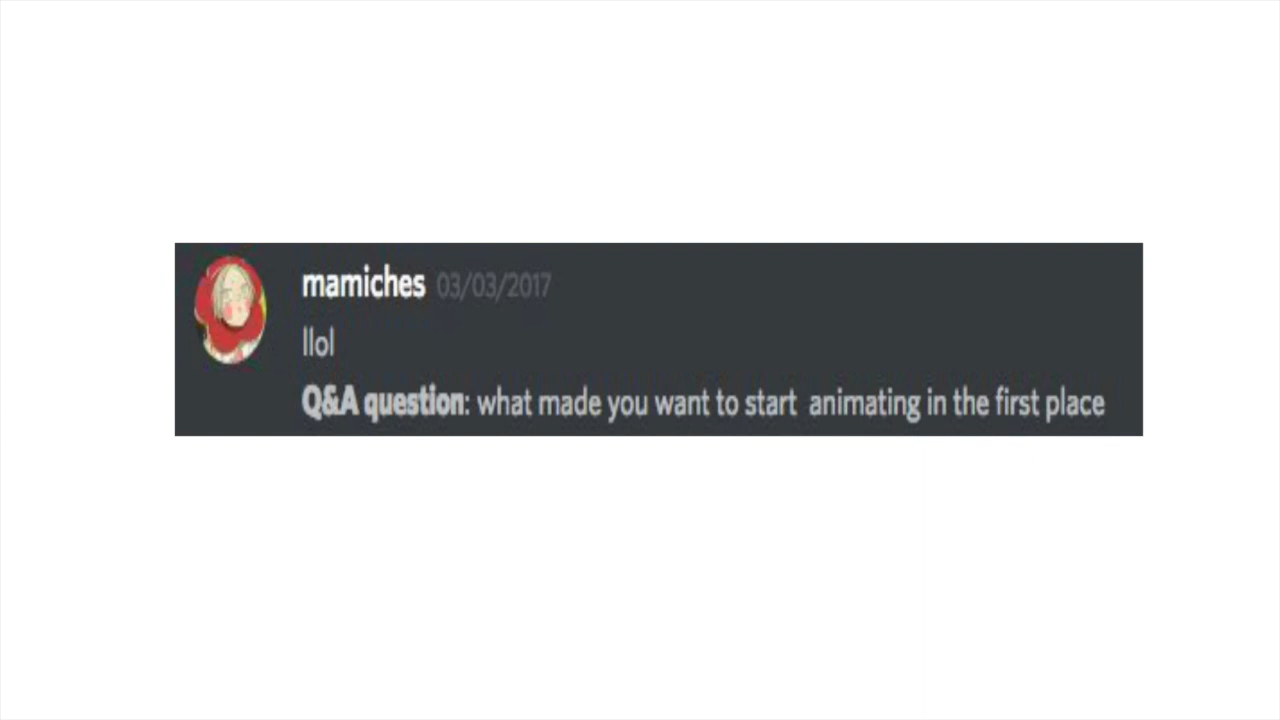 mamiches 03/03/2017
llol
Q&A question: what made you want to start animating in the first place